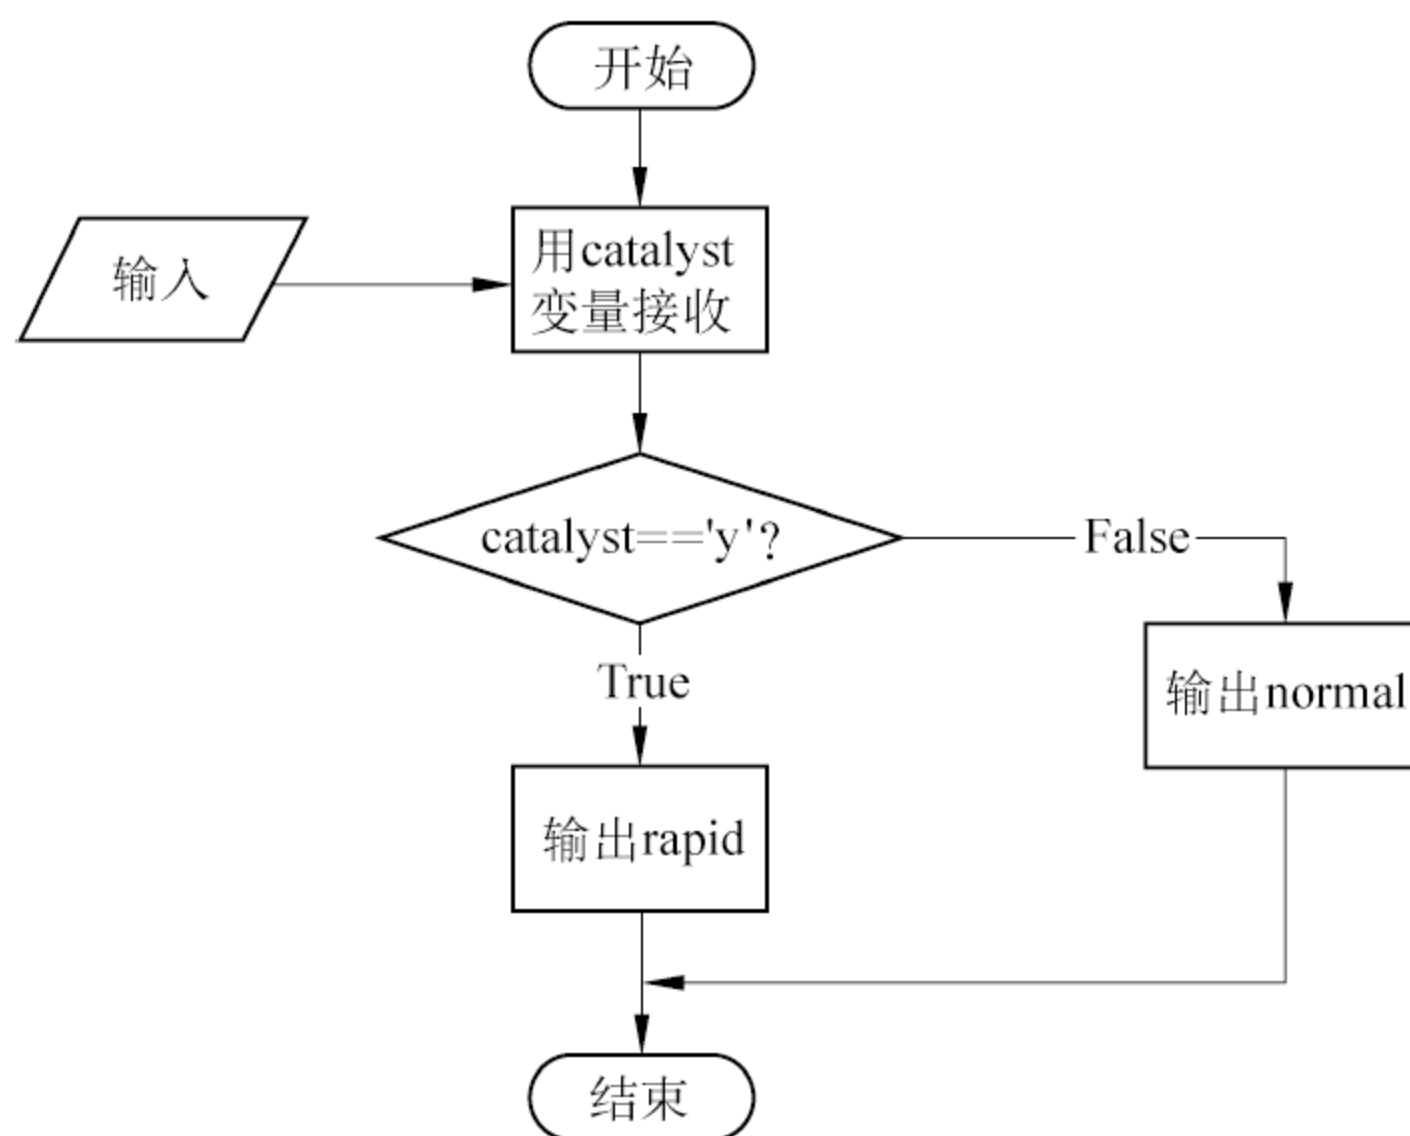 开始
输入
用catalyst
变量接收
catalyst=='y'?
False
True
输出normal
输出rapid
结束